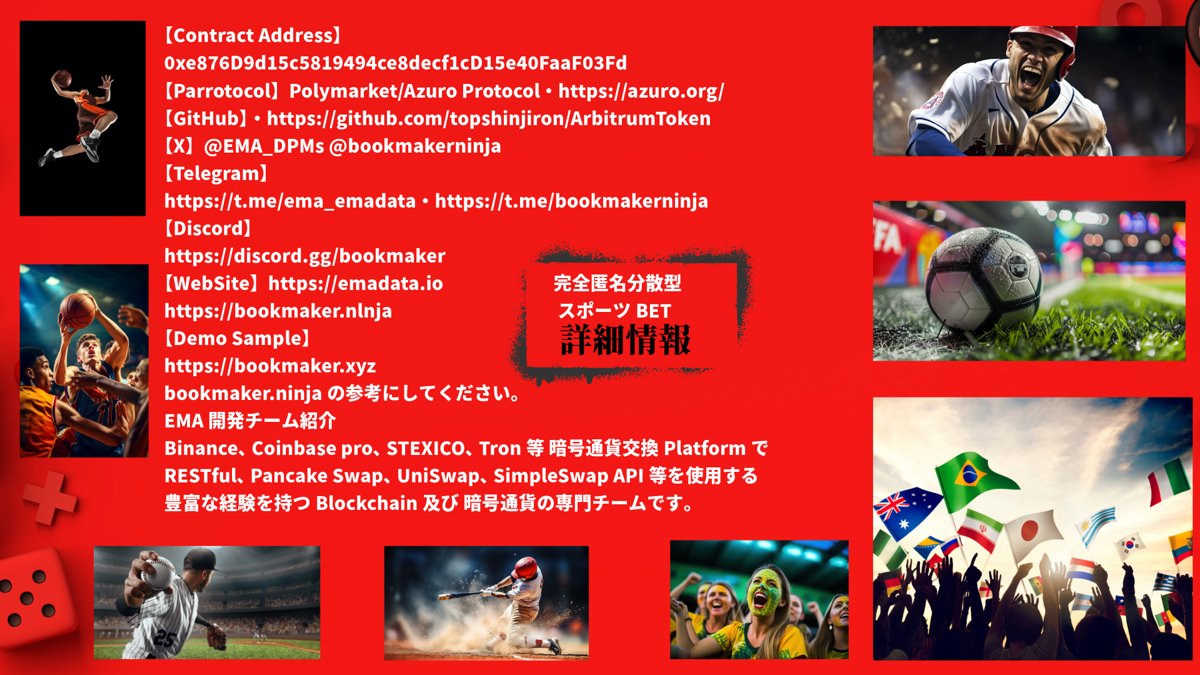 【Contract Address】
0xe876D9d15c5819494ce8decf1cD15e40FaaF03Fd
【Parrotocol】Polymarket/Azuro Protocol・https://azuro.org/
【GitHub】・https://github.com/topshinjiron/ArbitrumToken
【X】@EMA_DPMs @bookmakerninja
【Telegram】
https://t.me/ema_emadata・https://t.me/bookmakerninja
【Discord】
https://discord.gg/bookmaker
【WebSite】https://emadata.io
https://bookmaker.nlnja
【Demo Sample】
https://bookmaker.xyz
bookmaker.ninja の参考にしてください。
EMA 開発チーム紹介
Binance、Coinbase pro、STEXICO、Tron 等 暗号通貨交換 Platform で
RESTful、Pancake Swap、UniSwap、SimpleSwap API 等を使用する
豊富な経験を持つ Blockchain 及び 暗号通貨の専門チームです。
完全匿名分散型
スポーツ BET
詳細情報
FA
25